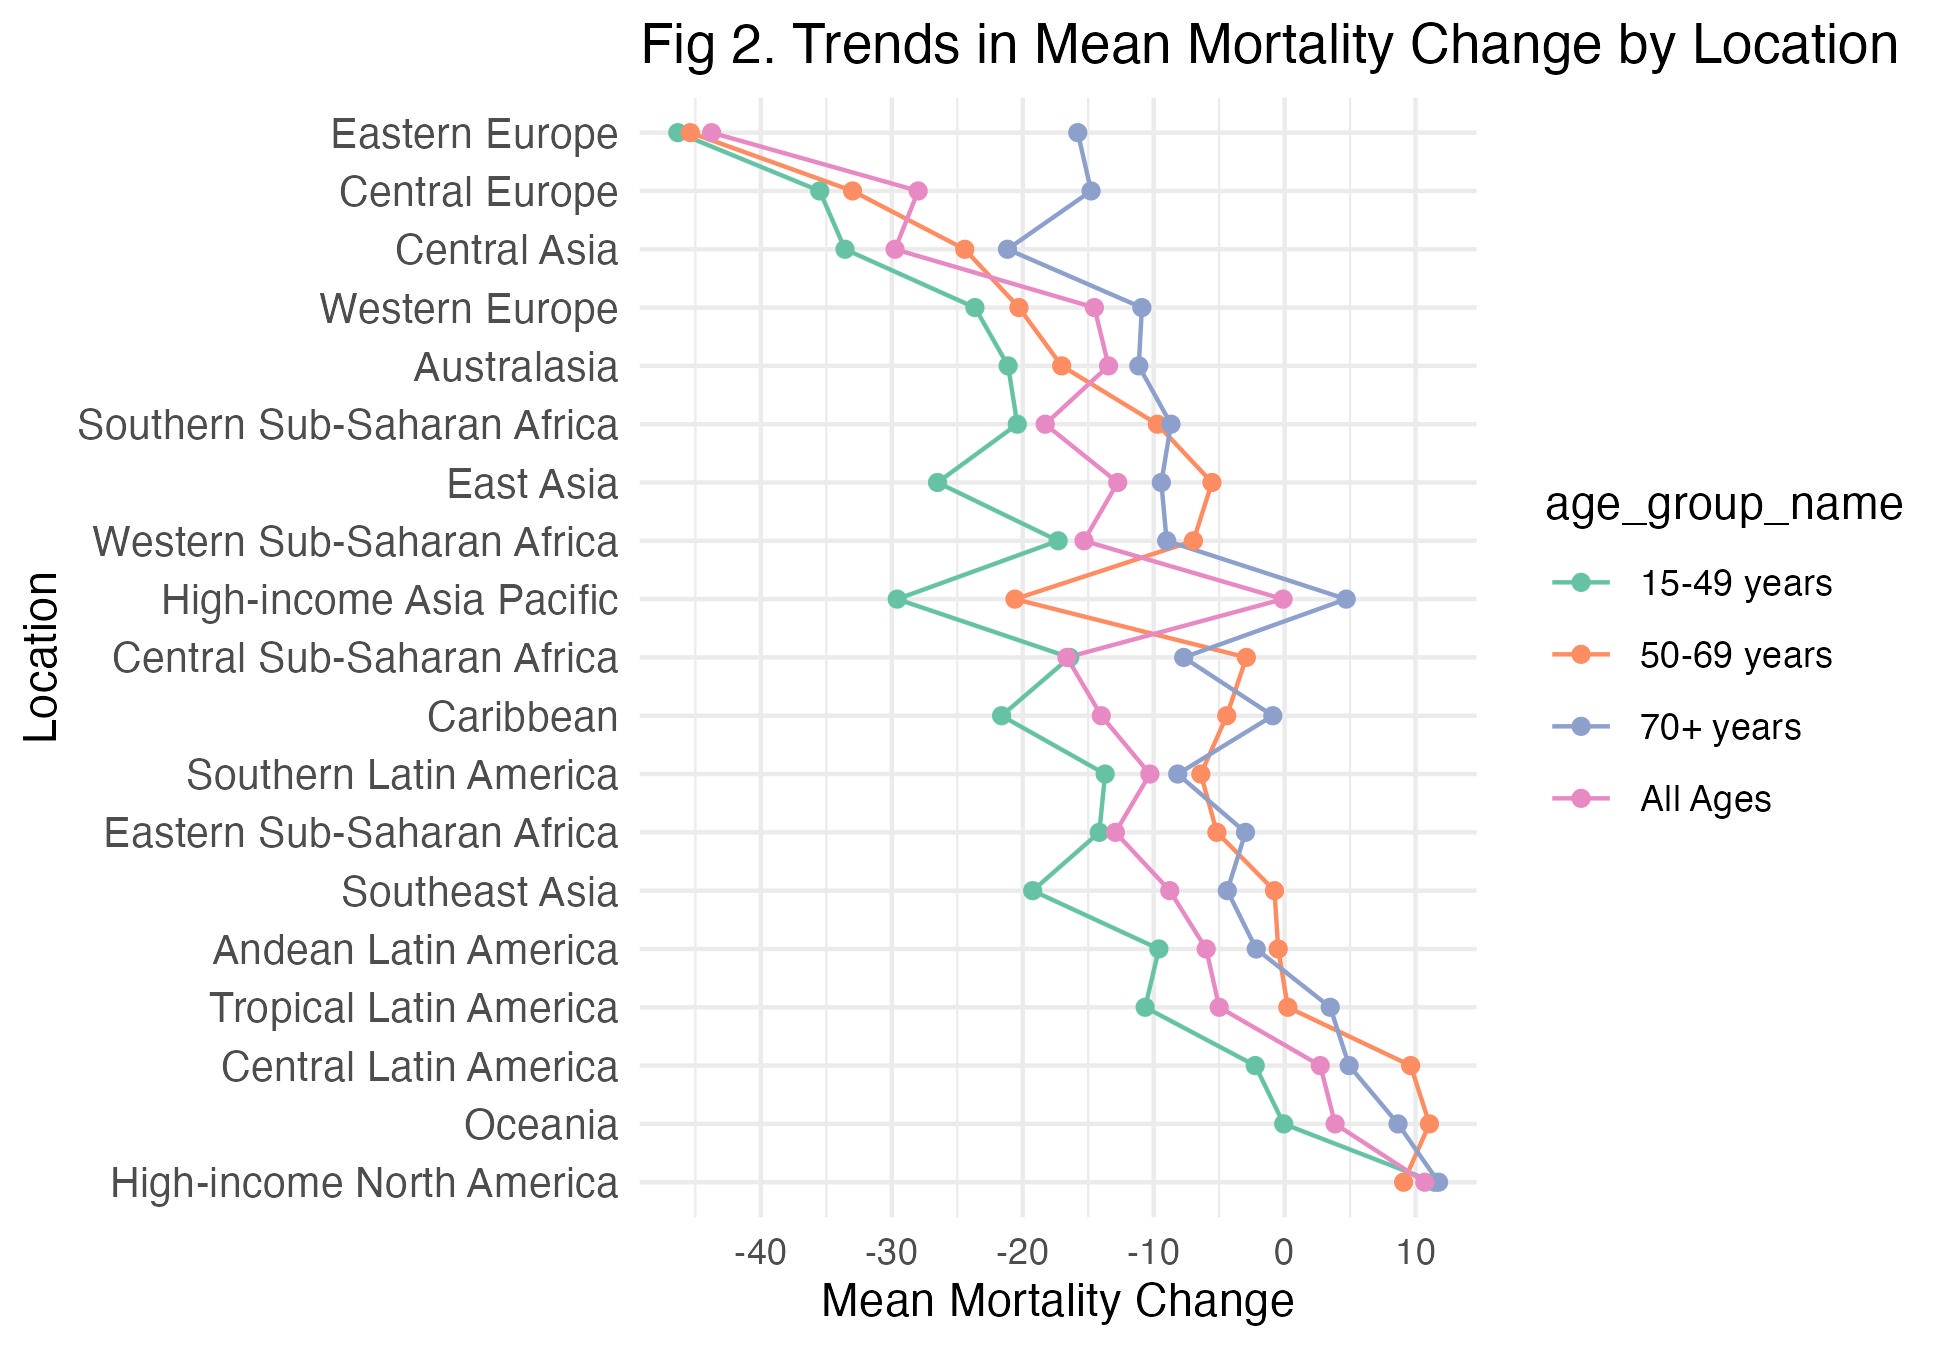 Fig 2. Trends in Mean Mortality Change by Location
Eastern Europe
Central Europe
Central Asia
Western Europe
Australasia
Southern Sub-Saharan Africa
East Asia
Western Sub-Saharan Africa
High-income Asia Pacific
Central Sub-Saharan Africa
Caribbean
Southern Latin America
Eastern Sub-Saharan Africa
Southeast Asia
Andean Latin America
Tropical Latin America
Central Latin America
Oceania
High-income North America
Location
-40 -30 -20 -10 0 10
Mean Mortality Change
age_group_name
15-49 years
50-69 years
70+ years
All Ages